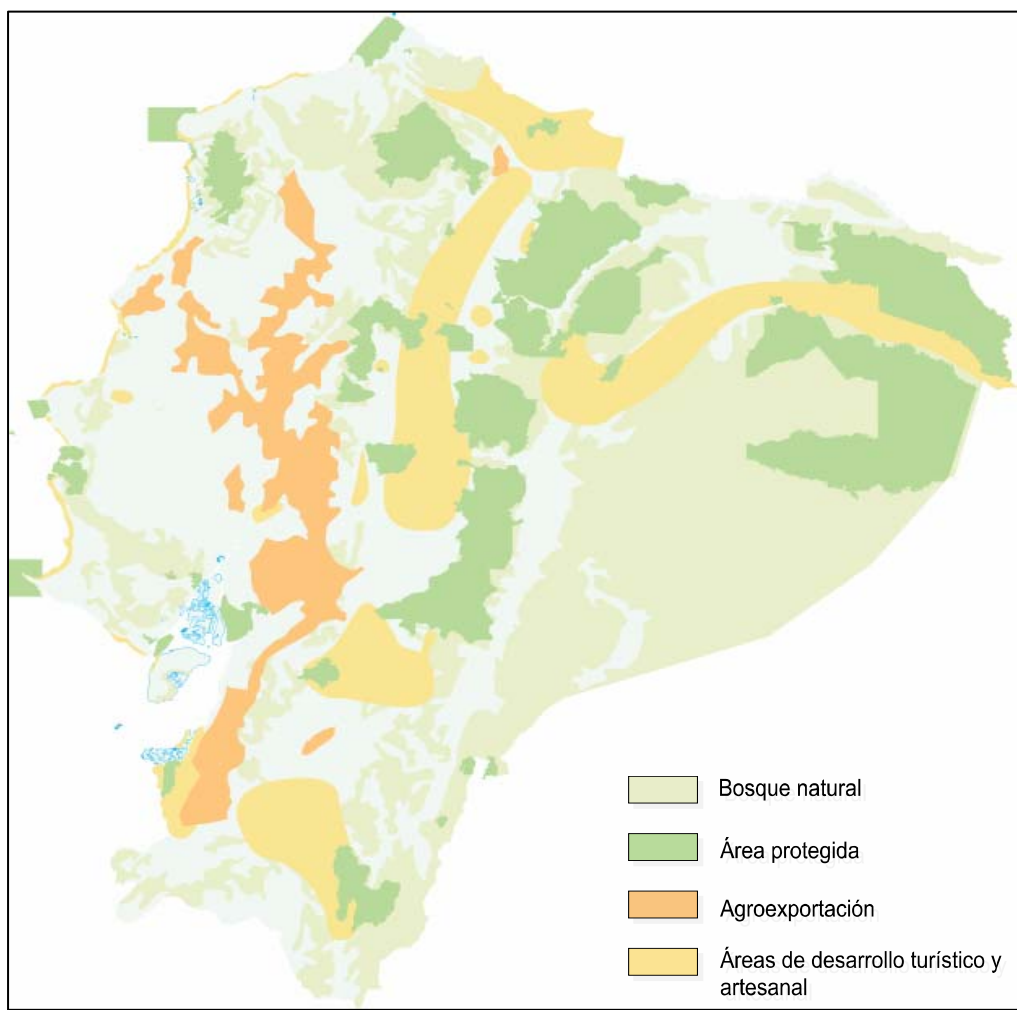 Bosque natural
Área protegida
Agroexportación
Áreas de desarrollo turístico y
artesanal